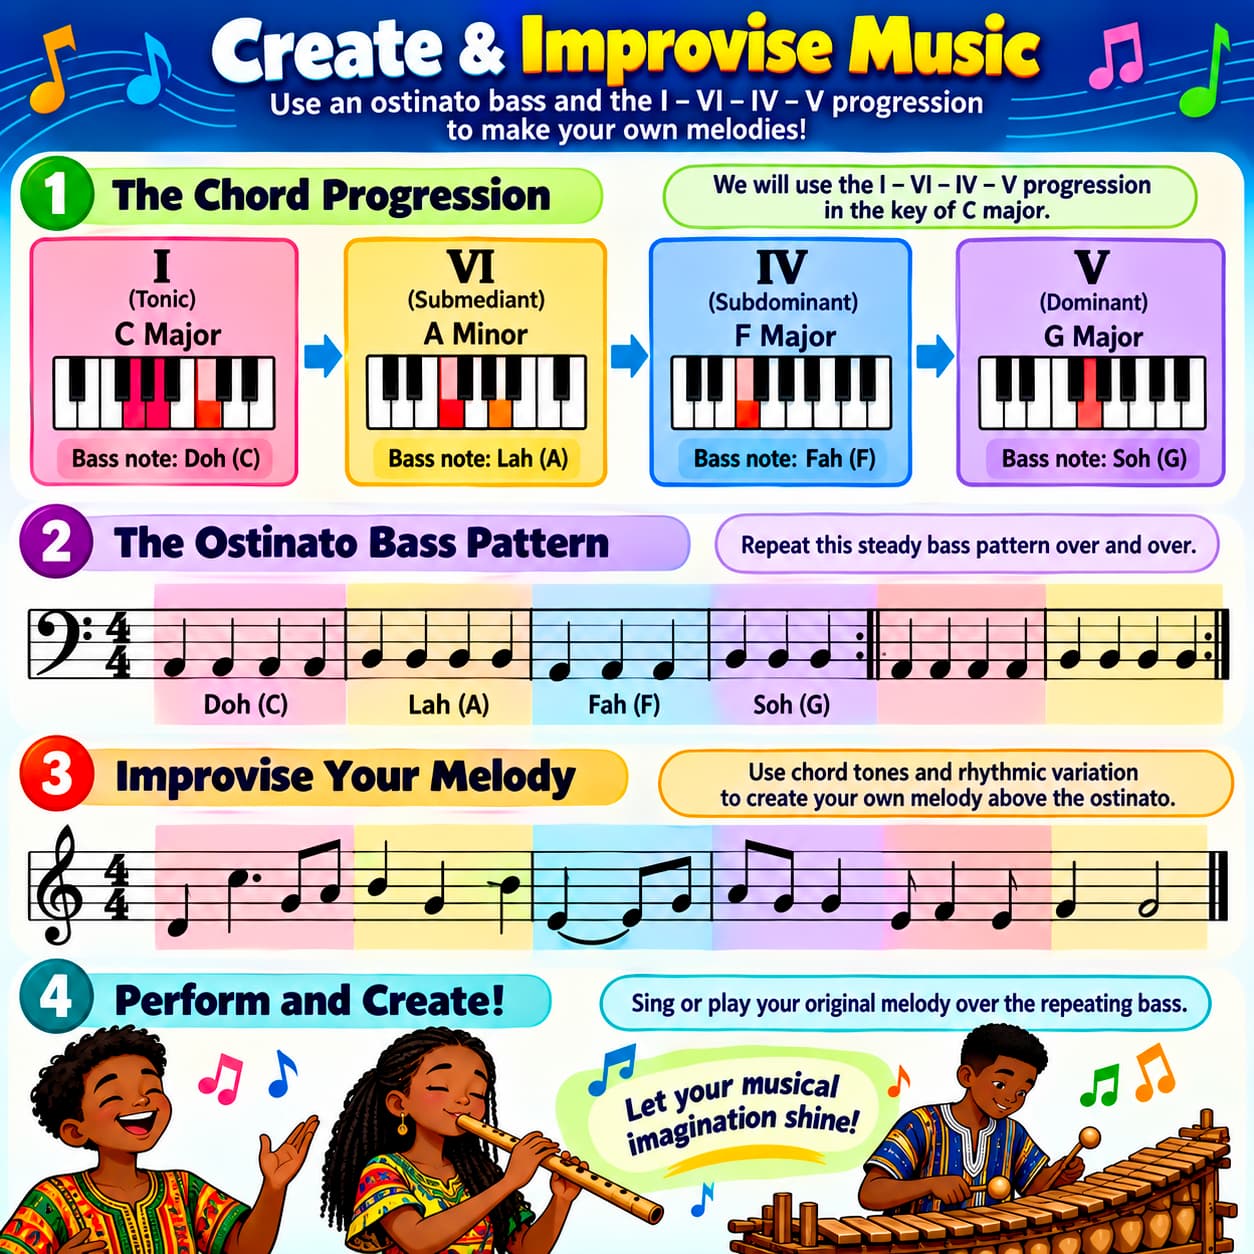 Create & Improvise Music
Use an ostinato bass and the I – VI – IV – V progression
to make your own melodies!
1 The Chord Progression
We will use the I – VI – IV – V progression
in the key of C major.
I
(Tonic)
C Major
Bass note: Doh (C)
VI
(Submediant)
A Minor
Bass note: Lah (A)
IV
(Subdominant)
F Major
Bass note: Fah (F)
V
(Dominant)
G Major
Bass note: Soh (G)
2 The Ostinato Bass Pattern
Repeat this steady bass pattern over and over.
4
4
Doh (C)
Lah (A)
Fah (F)
Soh (G)
3 Improvise Your Melody
Use chord tones and rhythmic variation
to create your own melody above the ostinato.
4
4
4 Perform and Create!
Sing or play your original melody over the repeating bass.
Let your musical
imagination shine!